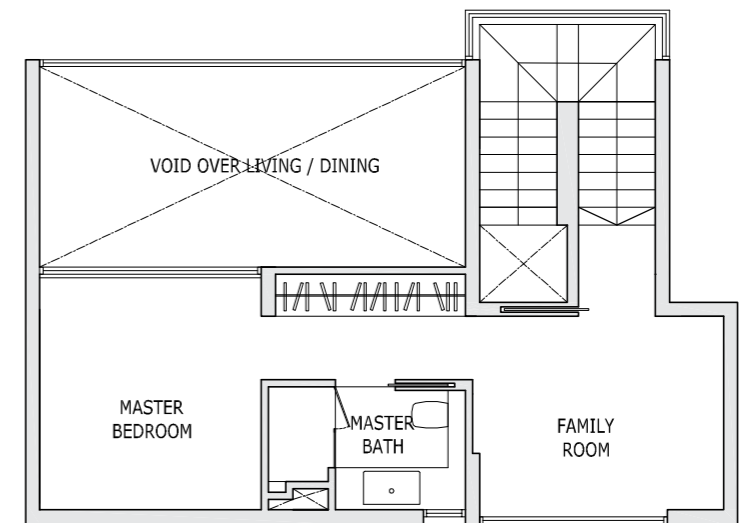 VOID OVER LIVING / DINING
MASTER
BEDROOM
MASTER
BATH
FAMILY
ROOM